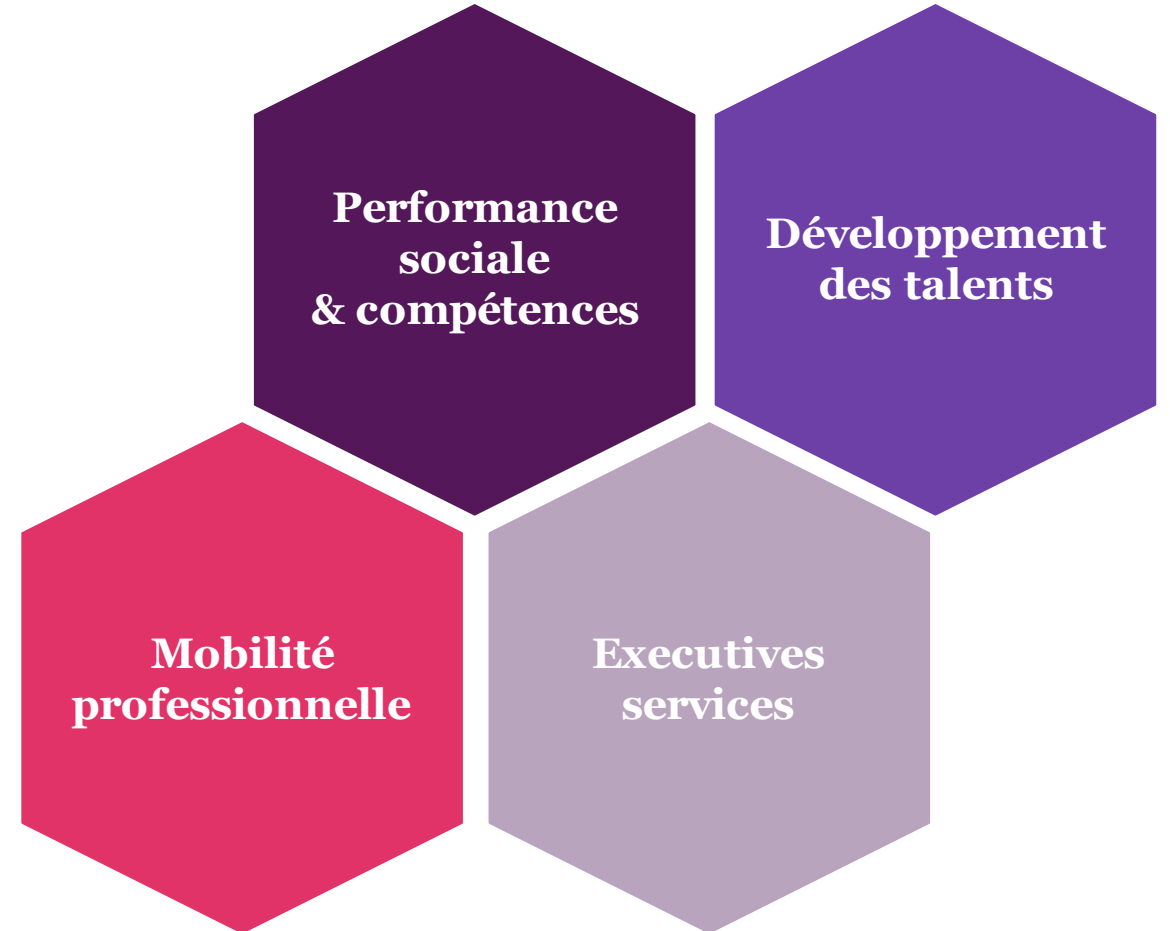 Performance
sociale
& compétences
Développement
des talents
Mobilité
professionnelle
Executives
services